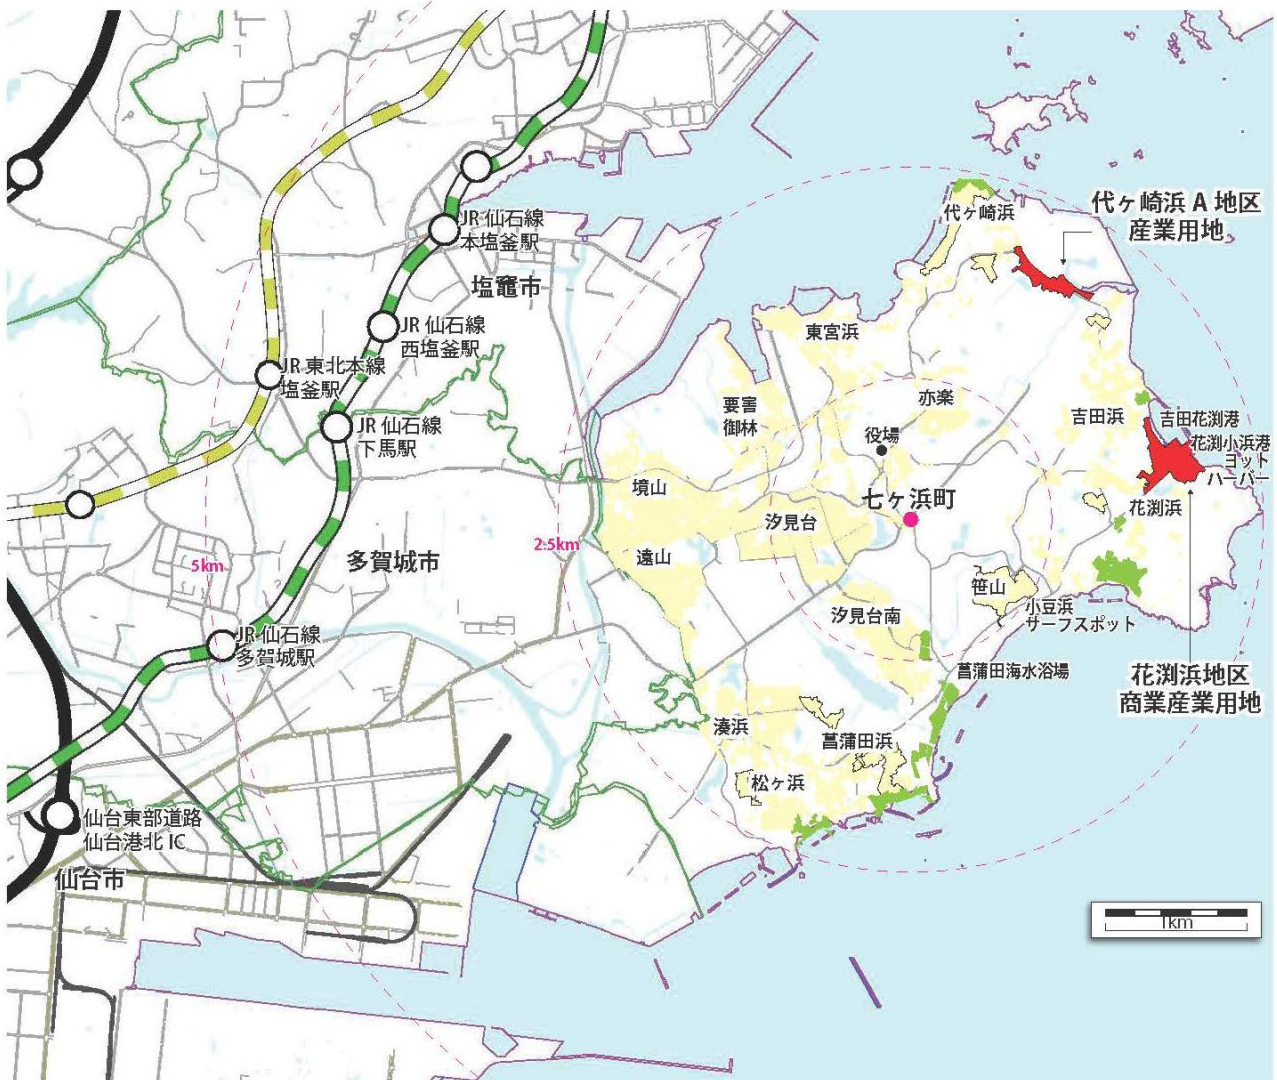 代ヶ崎浜 A 地区
産業用地
代ヶ崎浜
JR 仙石線
本塩釜駅
塩竈市
JR 仙石線
西塩釜駅
東宮浜
JR 東北本線
塩釜駅
要害
御林
亦楽
吉田浜
吉田花渕港
花渕小浜港
ヨット
ハーバー
JR 仙石線
下馬駅
役場
境山
七ヶ浜町
花渕浜
汐見台
2.5km
遠山
5km
多賀城市
笹山
小豆浜
サーフスポット
汐見台南
JR 仙石線
多賀城駅
菖蒲田海水浴場
花渕浜地区
商業産業用地
湊浜
菖蒲田浜
松ヶ浜
仙台東部道路
仙台港北 IC
仙台市
1km